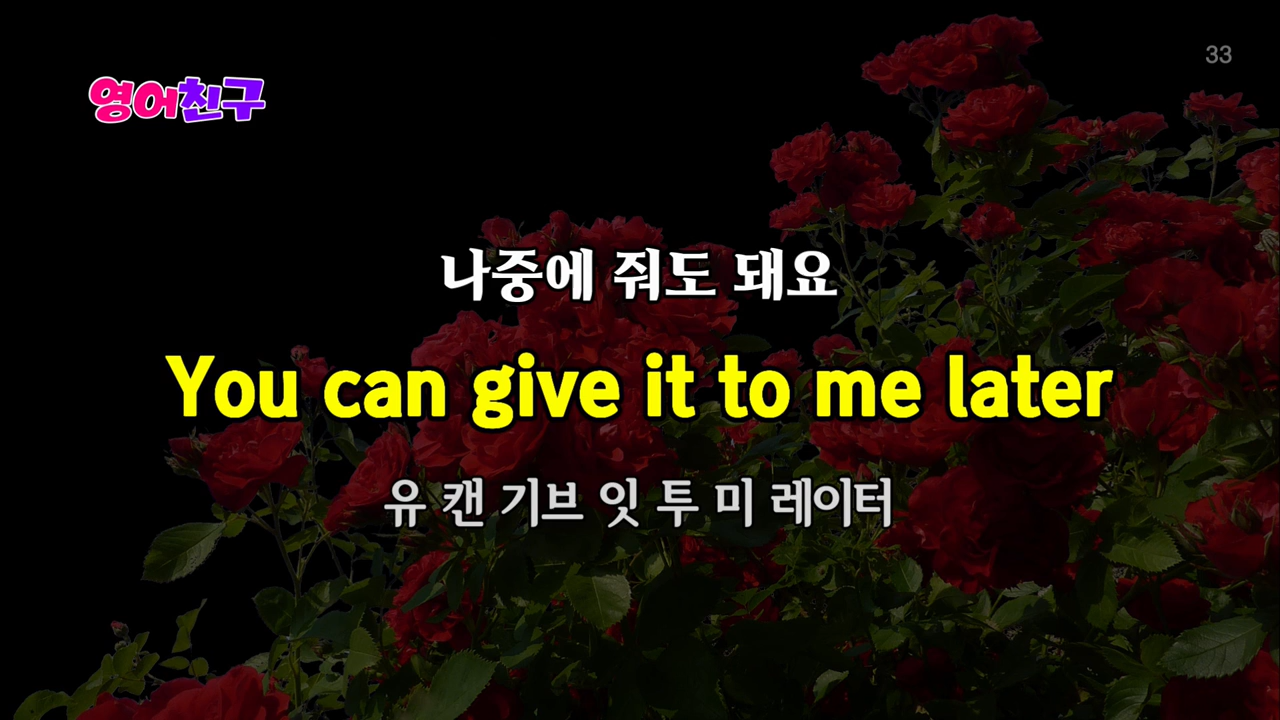 33
영어친구
나중에 줘도 돼요
You can give it to me later
유 캔 기브 잇 투 미 레이터